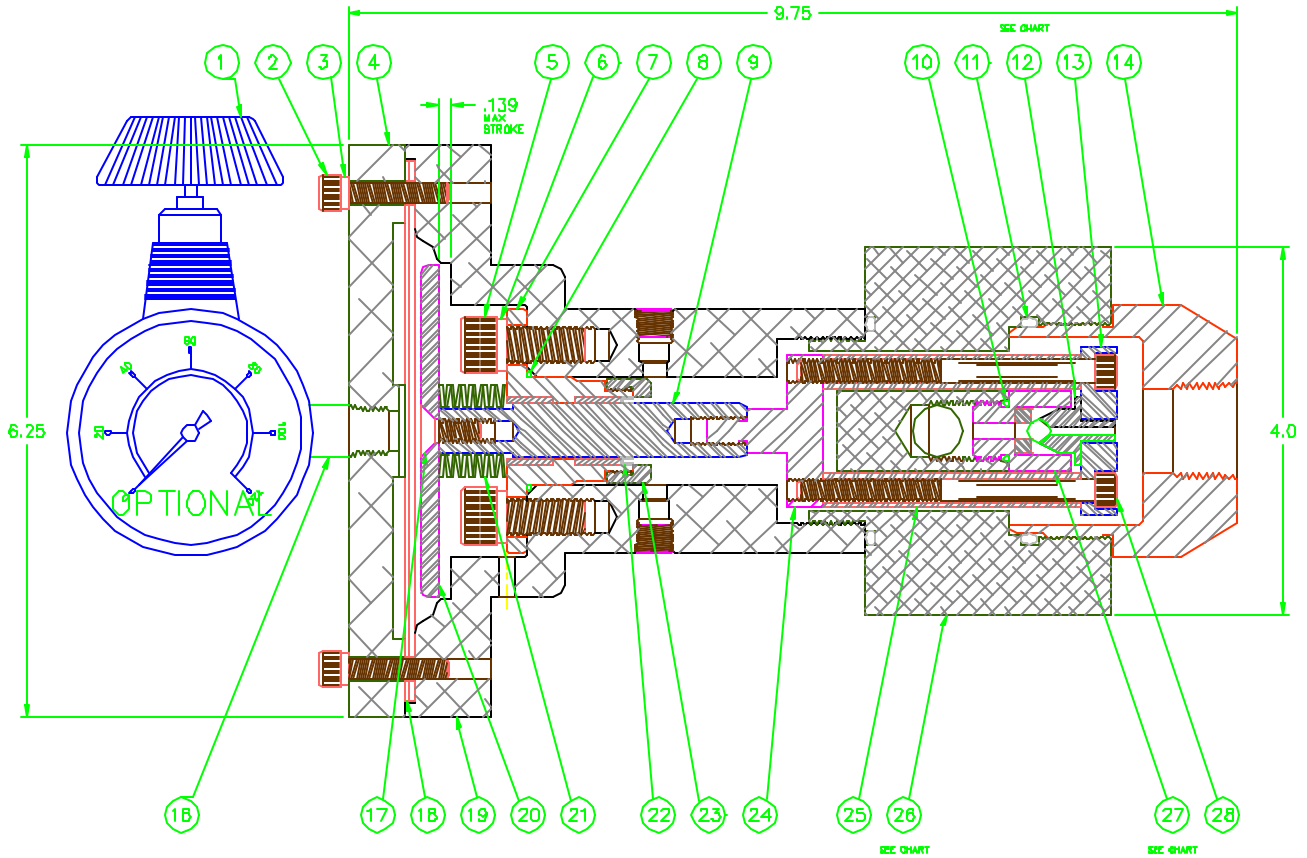 9.75
SEE CHART
1 2 3 4 5 6 7 8 9 10 11 12 13 14
.139
MAX
STROKE
60
40 80
20 100
6.25
4.0
OPTIONAL
16 17 18 19 20 21 22 23 24 25 26 27 28
SEE CHART SEE CHART